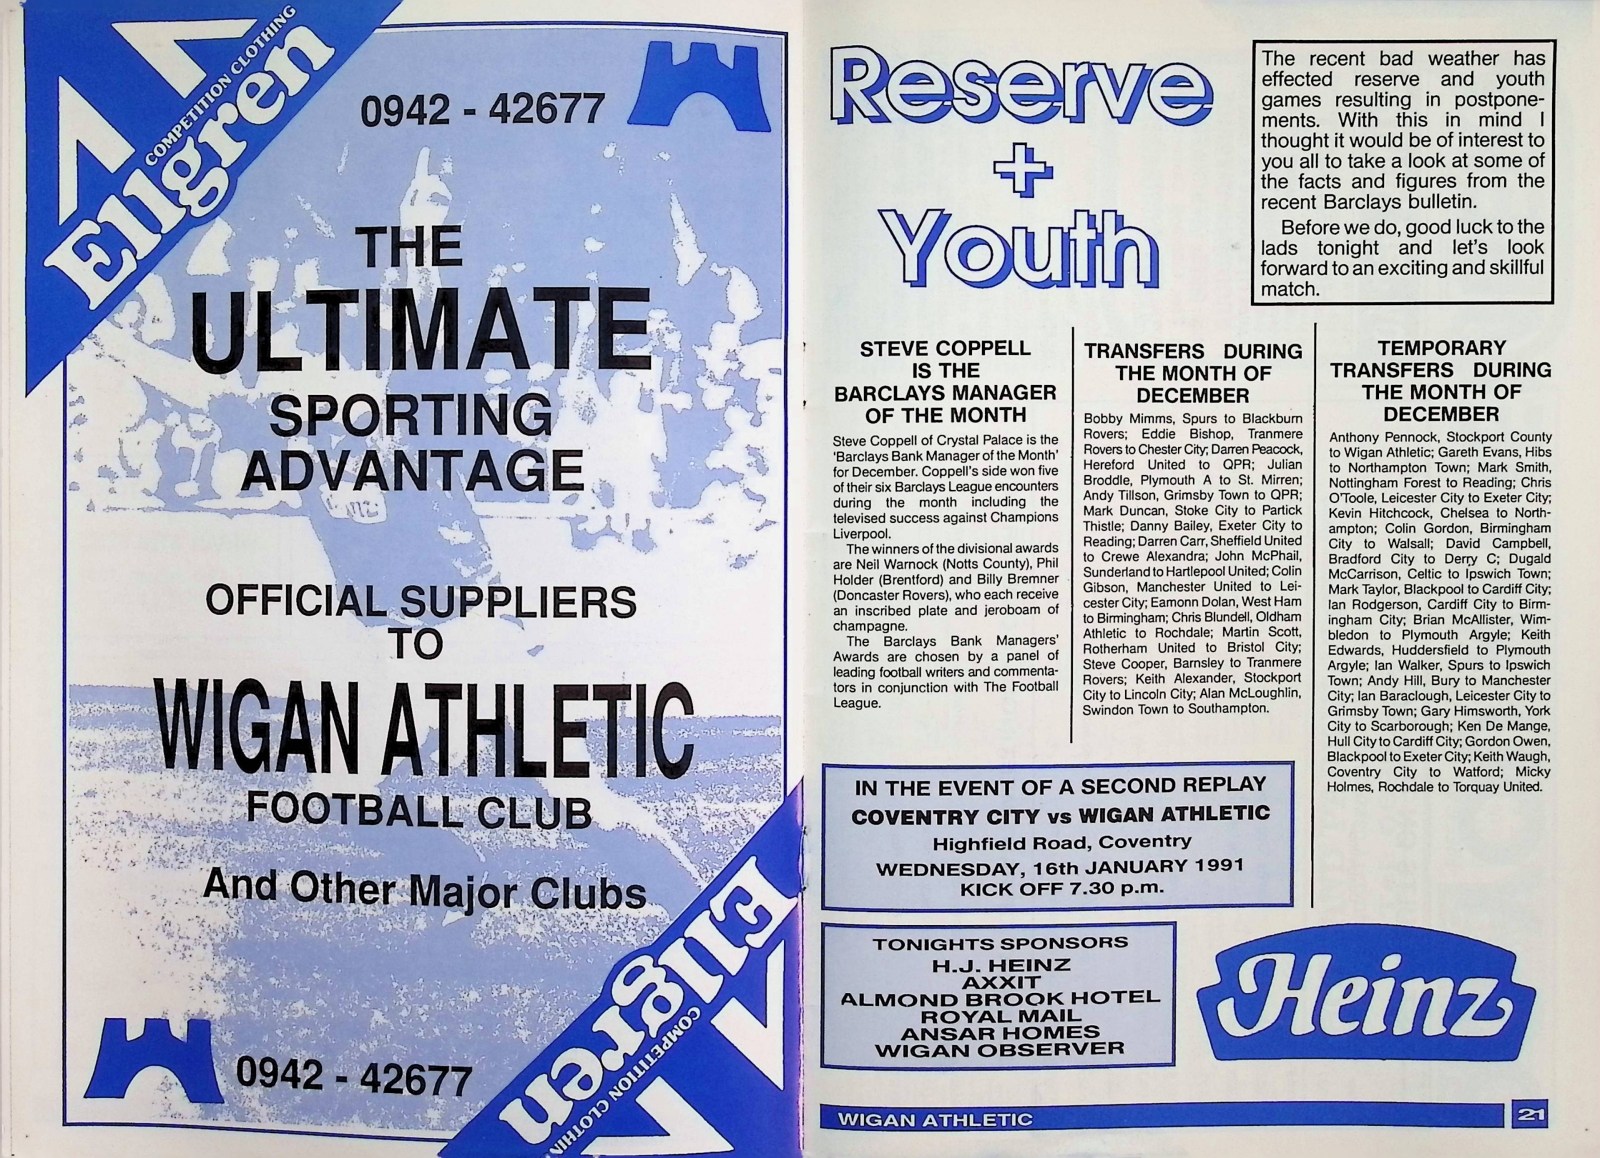 COMPETITION CLOTHING
Ellgren
0942 - 42677
THE
ULTIMATE
SPORTING
ADVANTAGE
OFFICIAL SUPPLIERS
TO
WIGAN ATHLETIC
FOOTBALL CLUB
And Other Major Clubs
Ellgren
COMPETITION CLOTHIN
0942 - 42677
Reserve
+
Youth
The recent bad weather has
effected reserve and youth
games resulting in postpone-
ments. With this in mind I
thought it would be of interest to
you all to take a look at some of
the facts and figures from the
recent Barclays bulletin.
Before we do, good luck to the
lads tonight and let's look
forward to an exciting and skillful
match.
STEVE COPPELL
IS THE
BARCLAYS MANAGER
OF THE MONTH
Steve Coppell of Crystal Palace is the
'Barclays Bank Manager of the Month'
for December. Coppell's side won five
of their six Barclays League encounters
during the month including the
televised success against Champions
Liverpool.
The winners of the divisional awards
are Neil Warnock (Notts County), Phil
Holder (Brentford) and Billy Bremner
(Doncaster Rovers), who each receive
an inscribed plate and jeroboam of
champagne.
The Barclays Bank Managers'
Awards are chosen by a panel of
leading football writers and commenta-
tors in conjunction with The Football
League.
TRANSFERS DURING
THE MONTH OF
DECEMBER
Bobby Mimms, Spurs to Blackburn
Rovers; Eddie Bishop, Tranmere
Rovers to Chester City; Darren Peacock,
Hereford United to QPR; Julian
Broddle, Plymouth A to St. Mirren;
Andy Tillson, Grimsby Town to QPR;
Mark Duncan, Stoke City to Partick
Thistle; Danny Bailey, Exeter City to
Reading; Darren Carr, Sheffield United
to Crewe Alexandra; John McPhail,
Sunderland to Hartlepool United; Colin
Gibson, Manchester United to Lei-
cester City; Eamonn Dolan, West Ham
to Birmingham; Chris Blundell, Oldham
Athletic to Rochdale; Martin Scott,
Rotherham United to Bristol City;
Steve Cooper, Barnsley to Tranmere
Rovers; Keith Alexander, Stockport
City to Lincoln City; Alan McLoughlin,
Swindon Town to Southampton.
TEMPORARY
TRANSFERS DURING
THE MONTH OF
DECEMBER
Anthony Pennock, Stockport County
to Wigan Athletic; Gareth Evans, Hibs
to Northampton Town; Mark Smith,
Nottingham Forest to Reading; Chris
O'Toole, Leicester City to Exeter City;
Kevin Hitchcock, Chelsea to North-
ampton; Colin Gordon, Birmingham
City to Walsall; David Campbell,
Bradford City to Derry C; Dugald
McCarrison, Celtic to Ipswich Town;
Mark Taylor, Blackpool to Cardiff City;
Ian Rodgerson, Cardiff City to Birm-
ingham City; Brian McAllister, Wim-
bledon to Plymouth Argyle; Keith
Edwards, Huddersfield to Plymouth
Argyle; Ian Walker, Spurs to Ipswich
Town; Andy Hill, Bury to Manchester
City; Ian Baraclough, Leicester City to
Grimsby Town; Gary Himsworth, York
City to Scarborough; Ken De Mange,
Hull City to Cardiff City; Gordon Owen,
Blackpool to Exeter City; Keith Waugh,
Coventry City to Watford; Micky
Holmes, Rochdale to Torquay United.
IN THE EVENT OF A SECOND REPLAY
COVENTRY CITY vs WIGAN ATHLETIC
Highfield Road, Coventry
WEDNESDAY, 16th JANUARY 1991
KICK OFF 7.30 p.m.
TONIGHTS SPONSORS
H.J. HEINZ
AXXIT
ALMOND BROOK HOTEL
ROYAL MAIL
ANSAR HOMES
WIGAN OBSERVER
Heinz
WIGAN ATHLETIC
21